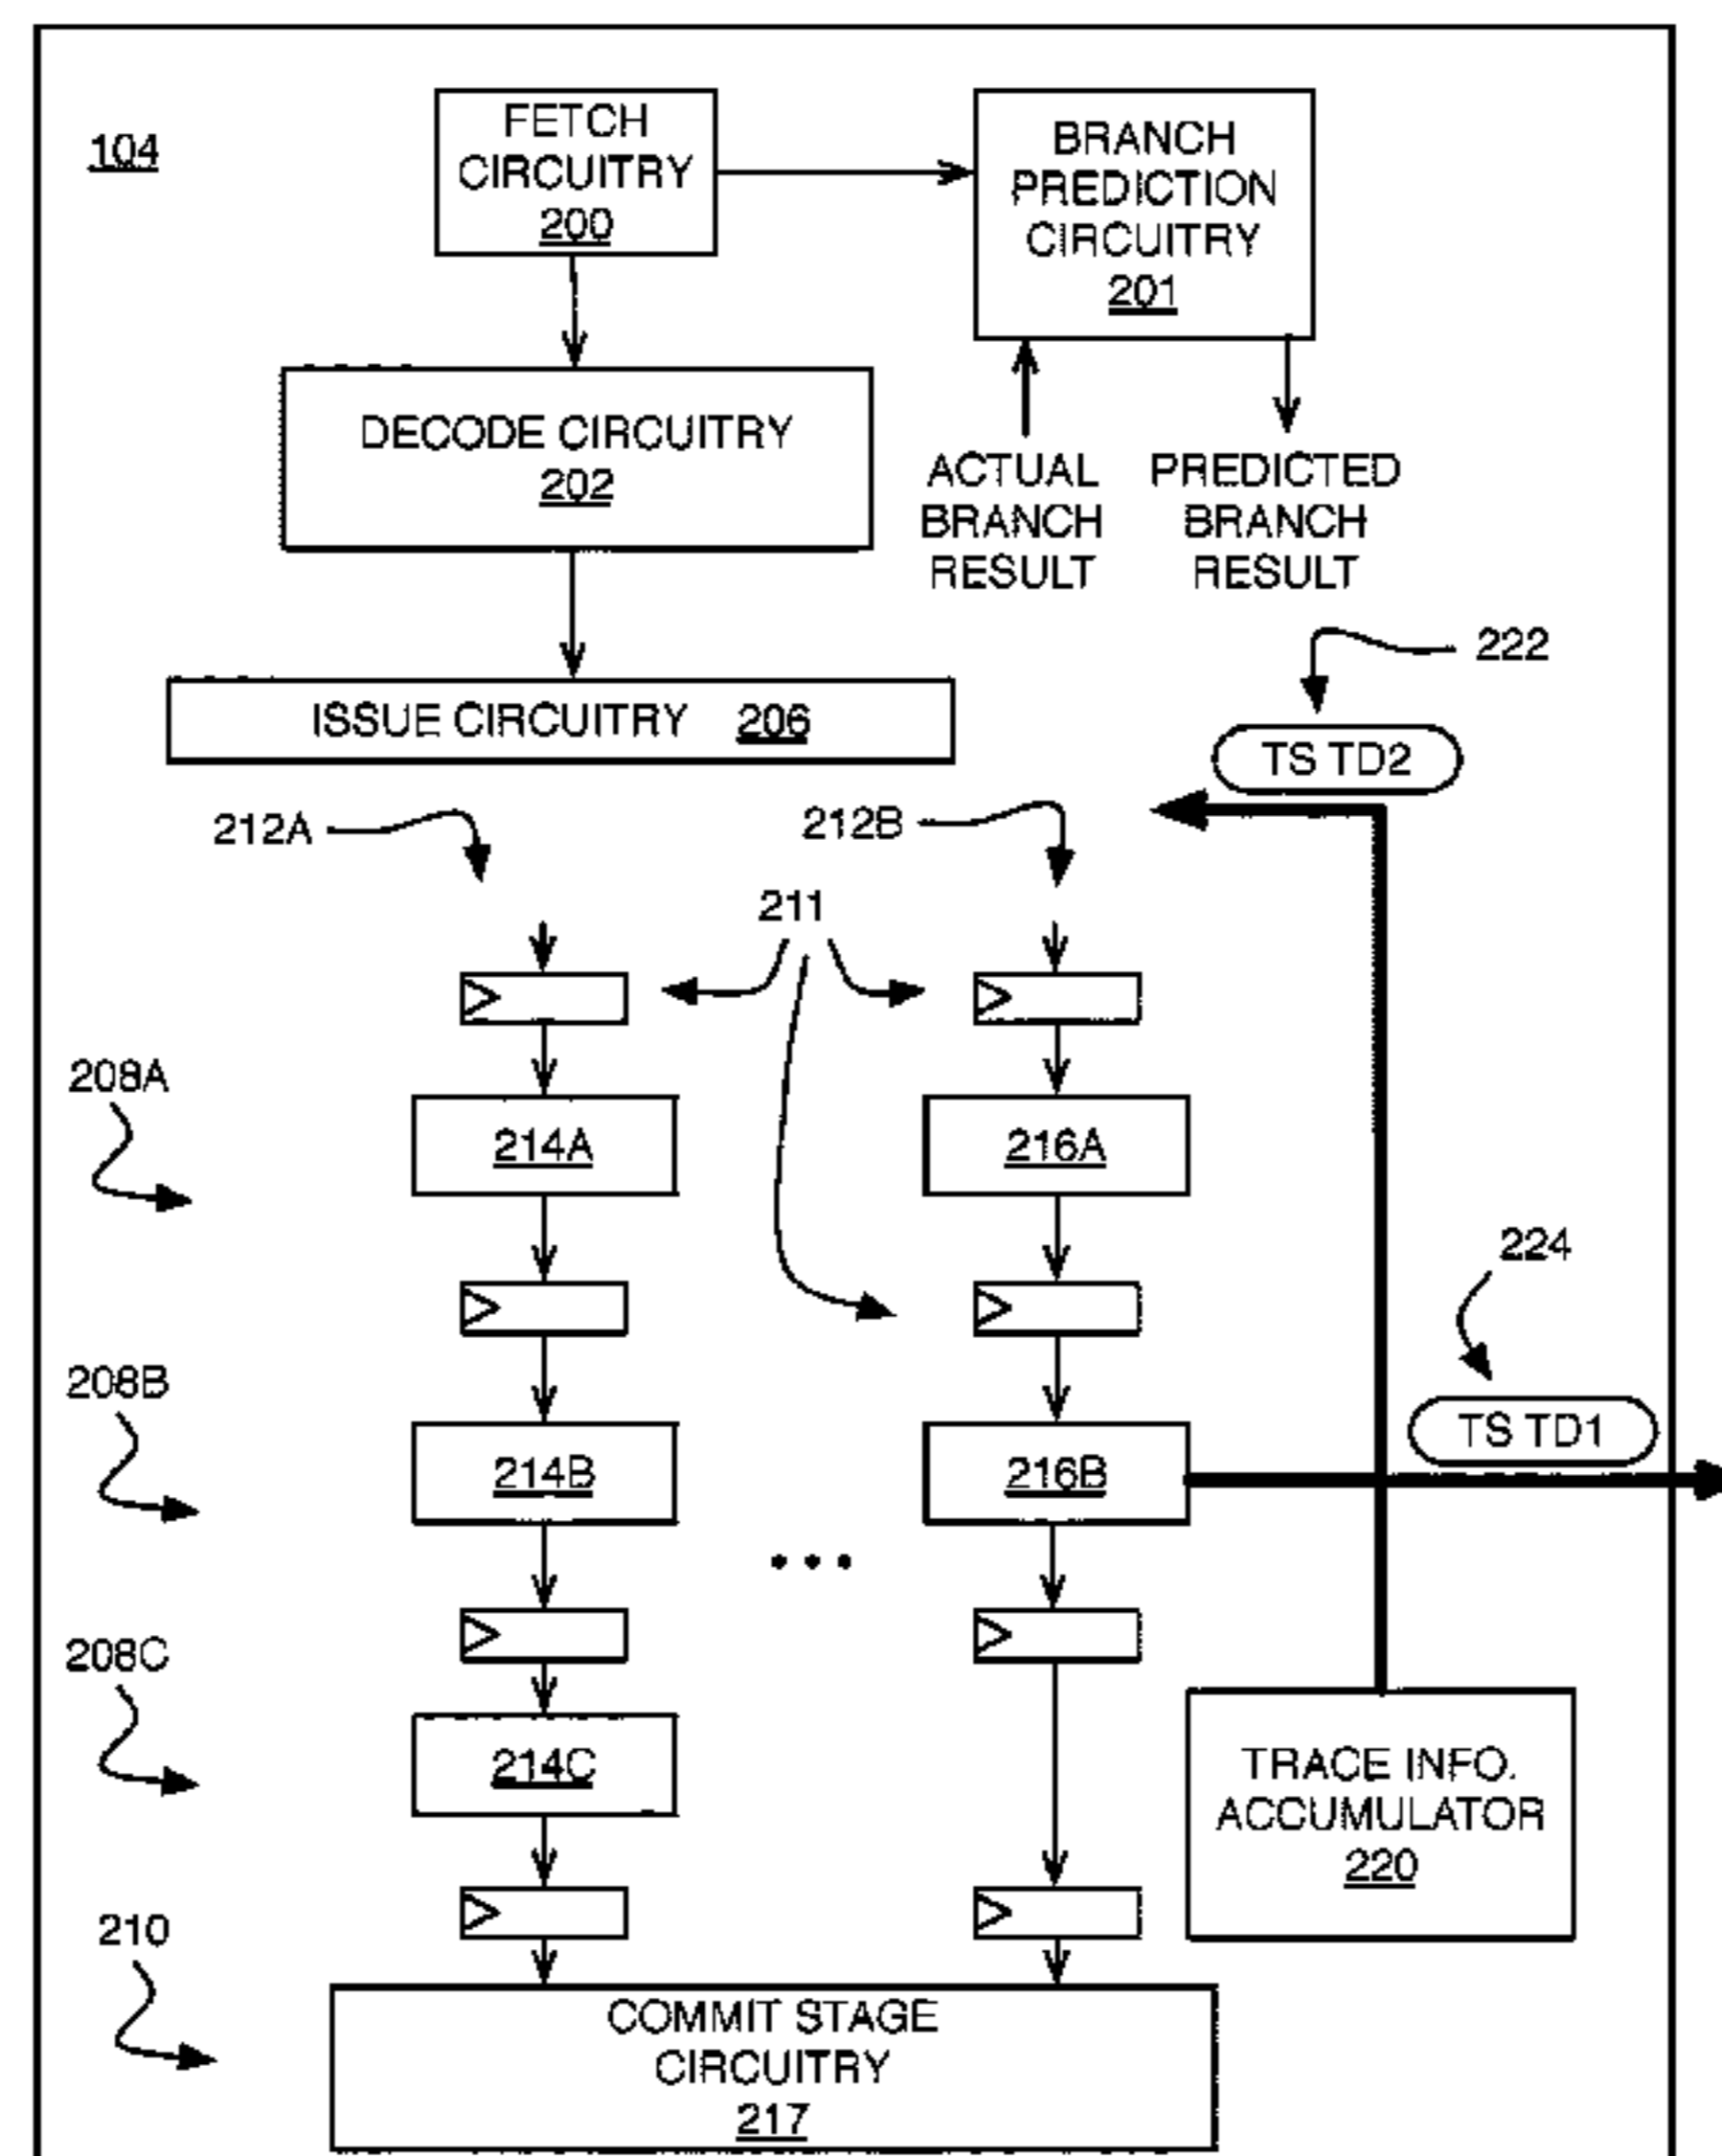 104
FETCH
CIRCUITRY
200
BRANCH
PREDICTION
CIRCUITRY
201
DECODE CIRCUITRY
202
ACTUAL
BRANCH
RESULT
PREDICTED
BRANCH
RESULT
222
ISSUE CIRCUITRY 206
TS TD2
212A
212B
211
208A
214A
216A
224
208B
TS TD1
214B
216B
...
208C
214C
TRACE INFO.
ACCUMULATOR
220
210
COMMIT STAGE
CIRCUITRY
217